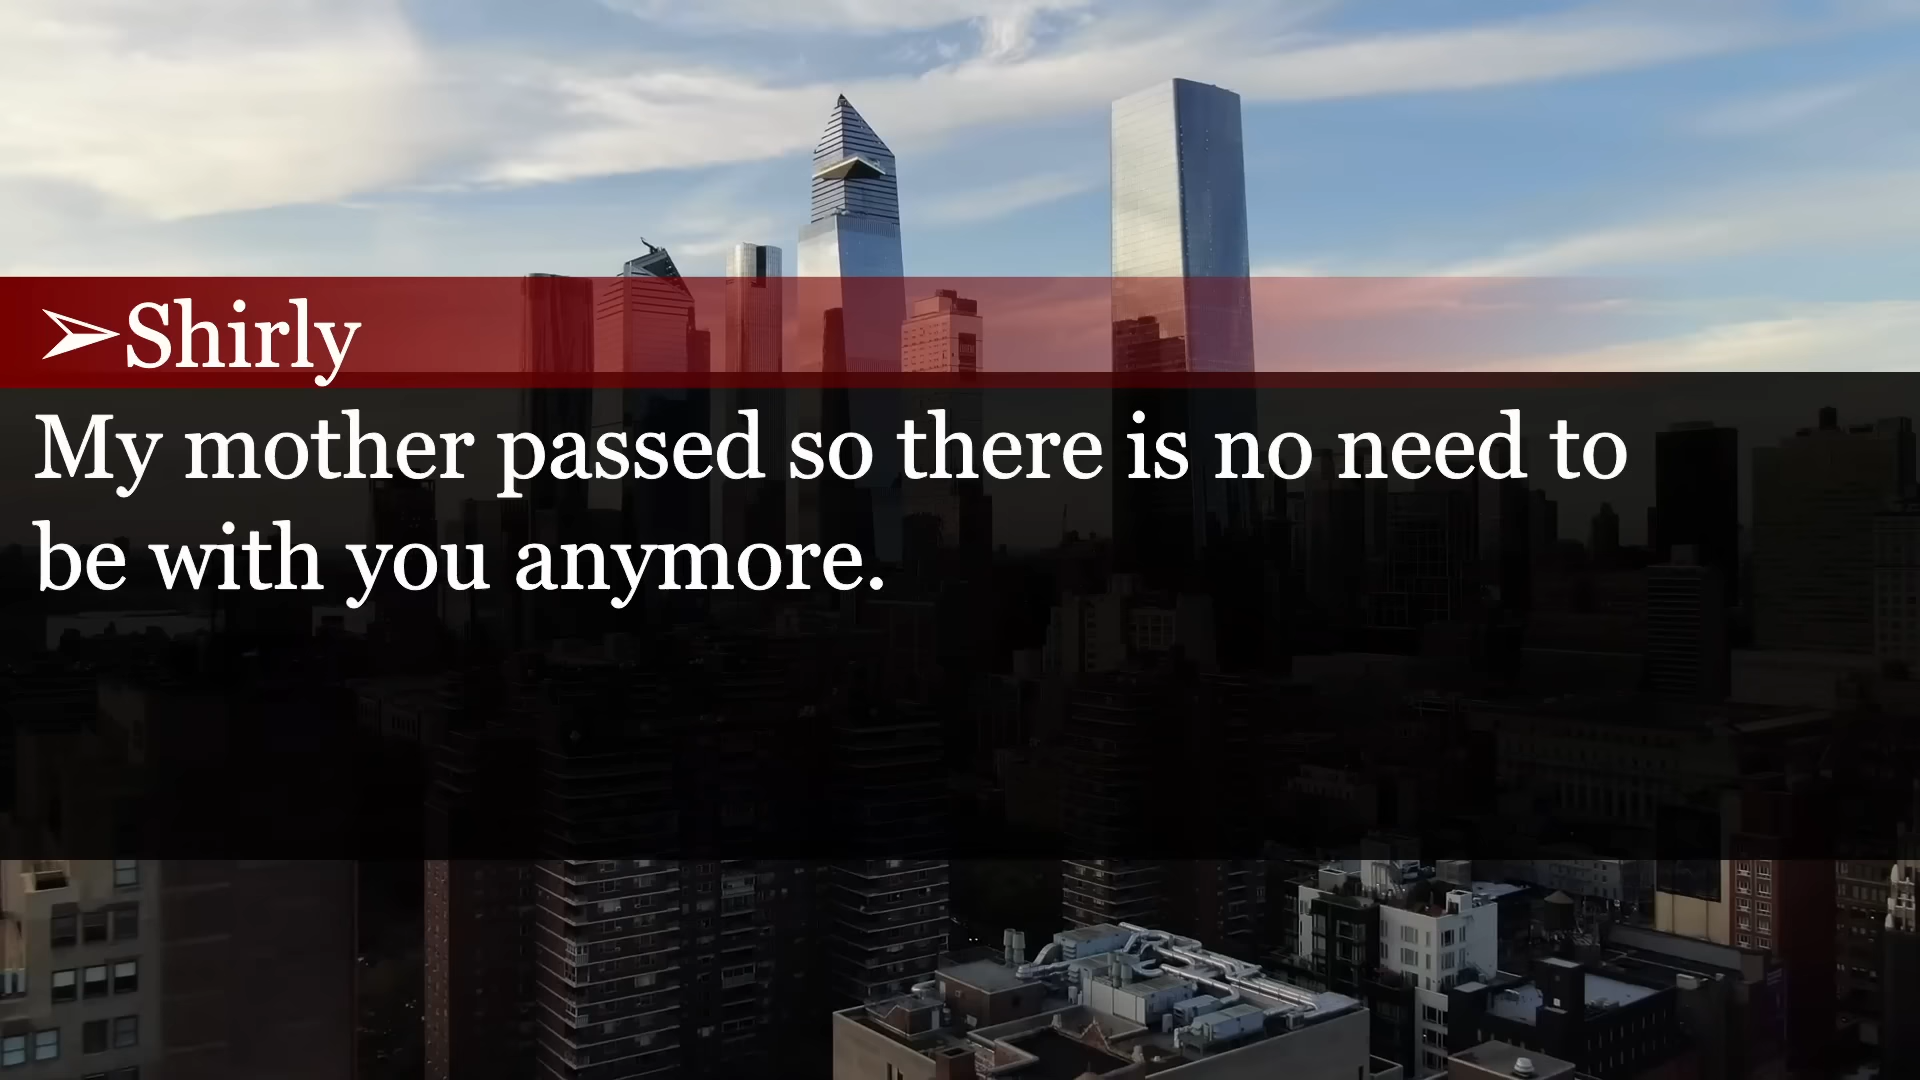 ➢Shirly
My mother passed so there is no need to
be with you anymore.